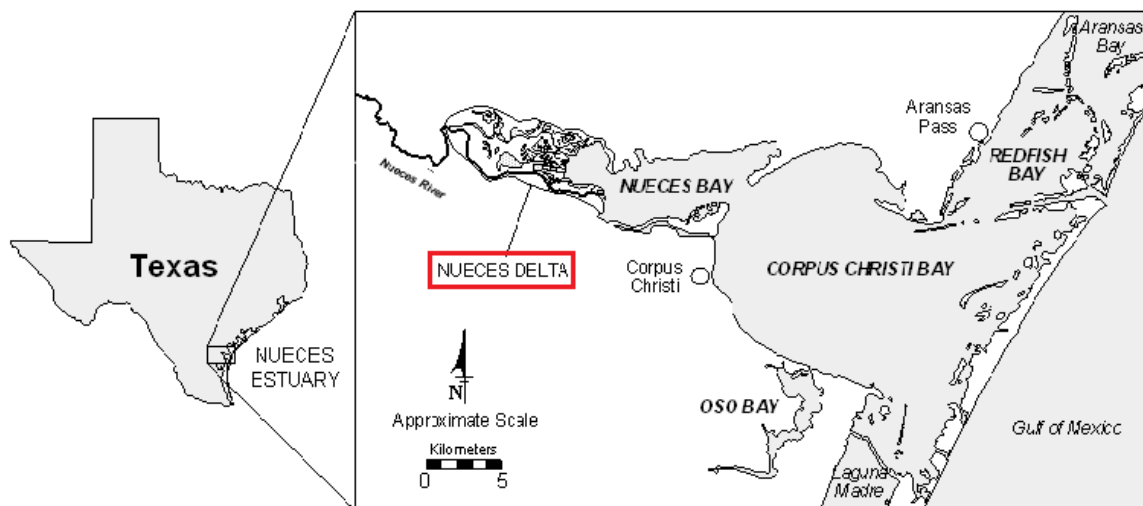 Texas
NUECES
ESTUARY
Nueces River
NUECES DELTA
NUECES BAY
Corpus
Christi
CORPUS CHRISTI BAY
Aransas
Pass
Aransas
Bay
REDFISH
BAY
OSO BAY
Laguna
Madre
Gulf of Mexico
N
Approximate Scale
Kilometers
0 5